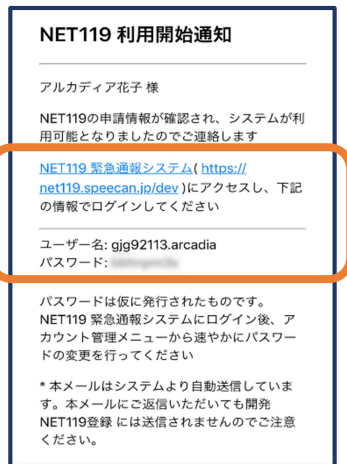 NET119 利用開始通知
アルカディア花子 様
NET119の申請情報が確認され、システムが利
用可能となりましたのでご連絡します
NET119 緊急通報システム( https://
net119.speecan.jp/dev )にアクセスし、下記
の情報でログインしてください
ユーザー名: gjg92113.arcadia
パスワード:
パスワードは仮に発行されたものです。
NET119 緊急通報システムにログイン後、ア
カウント管理メニューから速やかにパスワー
ドの変更を行ってください
* 本メールはシステムより自動送信していま
す。本メールにご返信いただいても開発
NET119登録 には送信されませんのでご注意
ください。